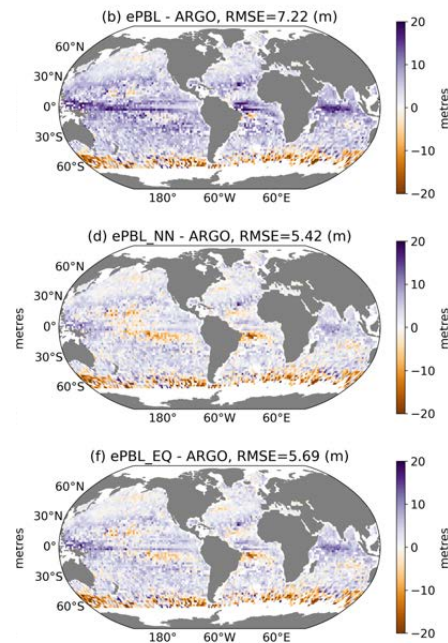 (b) ePBL - ARGO, RMSE=7.22 (m)
60°N
30°N
0°
30°S
60°S
180° 60°W 60°E
20
10
0
−10
−20
metres
(d) ePBL_NN - ARGO, RMSE=5.42 (m)
metres
60°N
30°N
0°
30°S
60°S
180° 60°W 60°E
20
10
0
−10
−20
metres
(f) ePBL_EQ - ARGO, RMSE=5.69 (m)
metres
60°N
30°N
0°
30°S
60°S
180° 60°W 60°E
20
10
0
−10
−20
metres